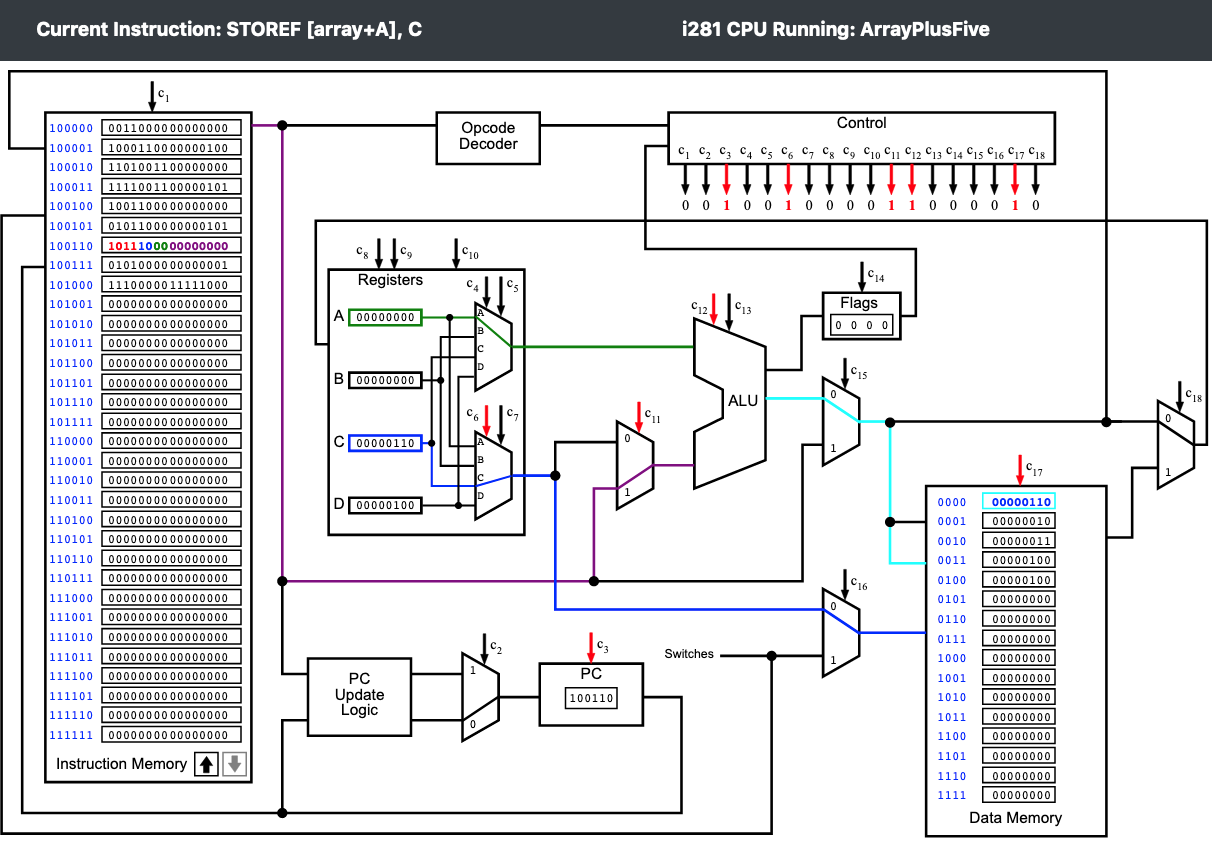 Current Instruction: STOREF [array+A], C
i281 CPU Running: ArrayPlusFive
c1
100000 0011000000000000
100001 1000110000000100
100010 1101001100000000
100011 1111001100000101
100100 1001100000000000
100101 0101100000000101
100110 1011100000000000
100111 0101000000000001
101000 1110000011111000
101001 0000000000000000
101010 0000000000000000
101011 0000000000000000
101100 0000000000000000
101101 0000000000000000
101110 0000000000000000
101111 0000000000000000
110000 0000000000000000
110001 0000000000000000
110010 0000000000000000
110011 0000000000000000
110100 0000000000000000
110101 0000000000000000
110110 0000000000000000
110111 0000000000000000
111000 0000000000000000
111001 0000000000000000
111010 0000000000000000
111011 0000000000000000
111100 0000000000000000
111101 0000000000000000
111110 0000000000000000
111111 0000000000000000
Instruction Memory
Opcode
Decoder
Control
c1 c2 c3 c4 c5 c6 c7 c8 c9 c10 c11 c12 c13 c14 c15 c16 c17 c18
0 0 1 0 0 1 0 0 0 0 1 1 0 0 0 0 1 0
c8 c9 c10
Registers
c4 c5
A 00000000
B 00000000
C 00000110
D 00000100
A
B
C
D
c6 c7
A
B
C
D
c11
0
1
c12 c13
ALU
c14
Flags
0 0 0 0
c15
0
1
c16
0
1
Switches
c18
0
1
PC
Update
Logic
c2
1
0
c3
PC
100110
c17
0000 00000110
0001 00000010
0010 00000011
0011 00000100
0100 00000100
0101 00000000
0110 00000000
0111 00000000
1000 00000000
1001 00000000
1010 00000000
1011 00000000
1100 00000000
1101 00000000
1110 00000000
1111 00000000
Data Memory